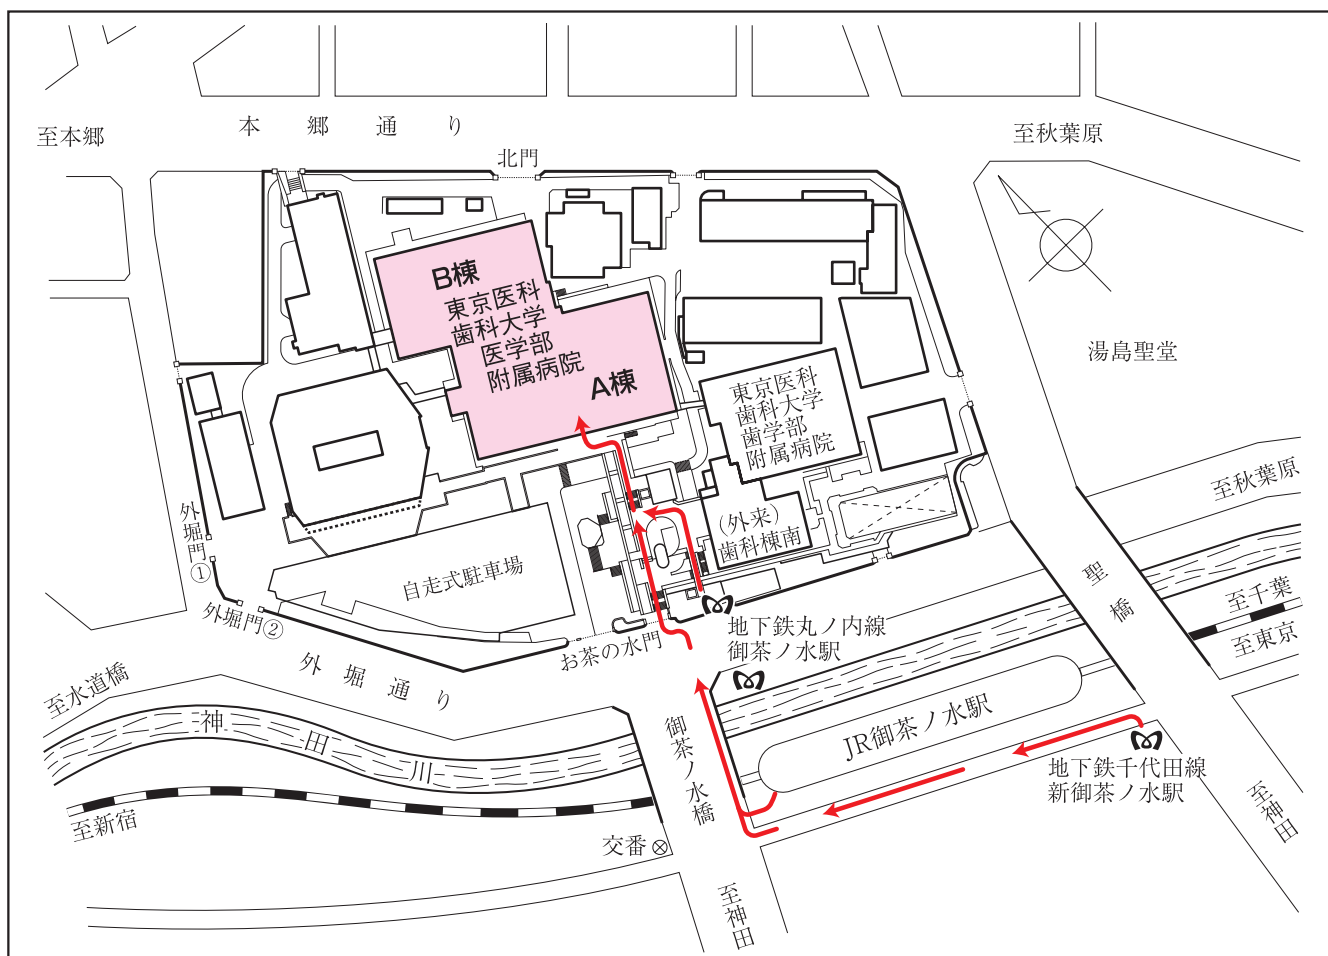 至本郷
本郷通り
至秋葉原
北門
B棟
東京医科
歯科大学
医学部
附属病院
A棟
湯島聖堂
東京医科
歯科大学
歯学部
附属病院
至秋葉原
外堀門①
(外来)
歯科棟南
自走式駐車場
聖橋
至千葉
外堀門②
地下鉄丸ノ内線
御茶ノ水駅
お茶の水門
至東京
外堀通り
至水道橋
神田川
御茶ノ水橋
JR御茶ノ水駅
地下鉄千代田線
新御茶ノ水駅
至新宿
交番
至神田
至神田